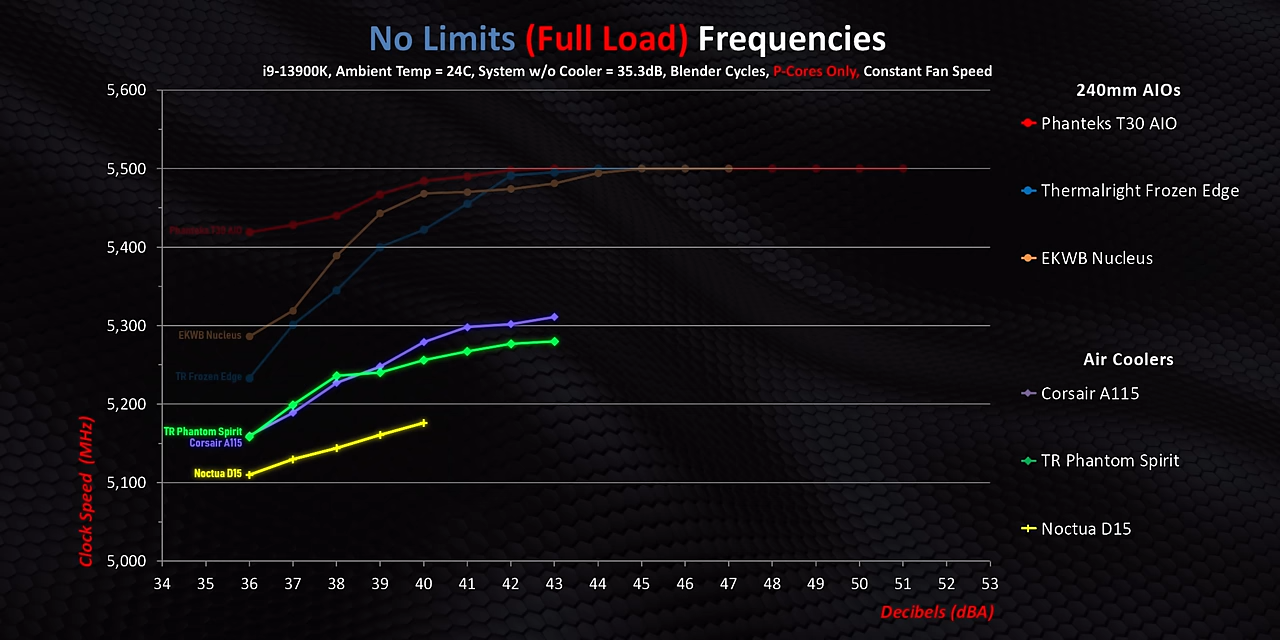 No Limits (Full Load) Frequencies
i9-13900K, Ambient Temp = 24C, System w/o Cooler = 35.3dB, Blender Cycles, P-Cores Only, Constant Fan Speed
5,600
5,500
5,400
5,300
5,200
5,100
5,000
Clock Speed (MHz)
Phanteks T30 AIO
EKWB Nucleus
TR Frozen Edge
TR Phantom Spirit
Corsair A115
Noctua D15
34 35 36 37 38 39 40 41 42 43 44 45 46 47 48 49 50 51 52 53
Decibels (dBA)
240mm AIOs
Phanteks T30 AIO
Thermalright Frozen Edge
EKWB Nucleus
Air Coolers
Corsair A115
TR Phantom Spirit
Noctua D15